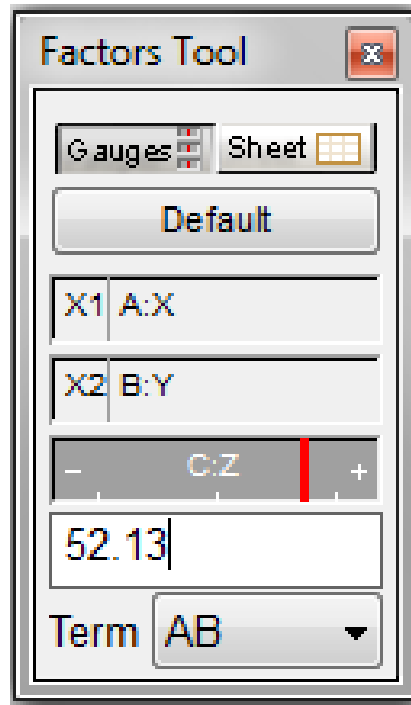 Factors Tool
Gauges Sheet
Default
X1 A:X
X2 B:Y
- C:Z +
52.13
Term AB